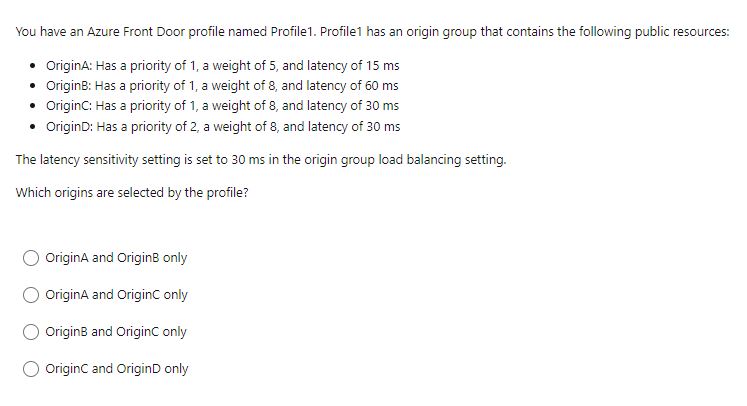 You have an Azure Front Door profile named Profile1. Profile1 has an origin group that contains the following public resources:
• OriginA: Has a priority of 1, a weight of 5, and latency of 15 ms
• OriginB: Has a priority of 1, a weight of 8, and latency of 60 ms
• OriginC: Has a priority of 1, a weight of 8, and latency of 30 ms
• OriginD: Has a priority of 2, a weight of 8, and latency of 30 ms
The latency sensitivity setting is set to 30 ms in the origin group load balancing setting.
Which origins are selected by the profile?
OriginA and OriginB only
OriginA and OriginC only
OriginB and OriginC only
OriginC and OriginD only